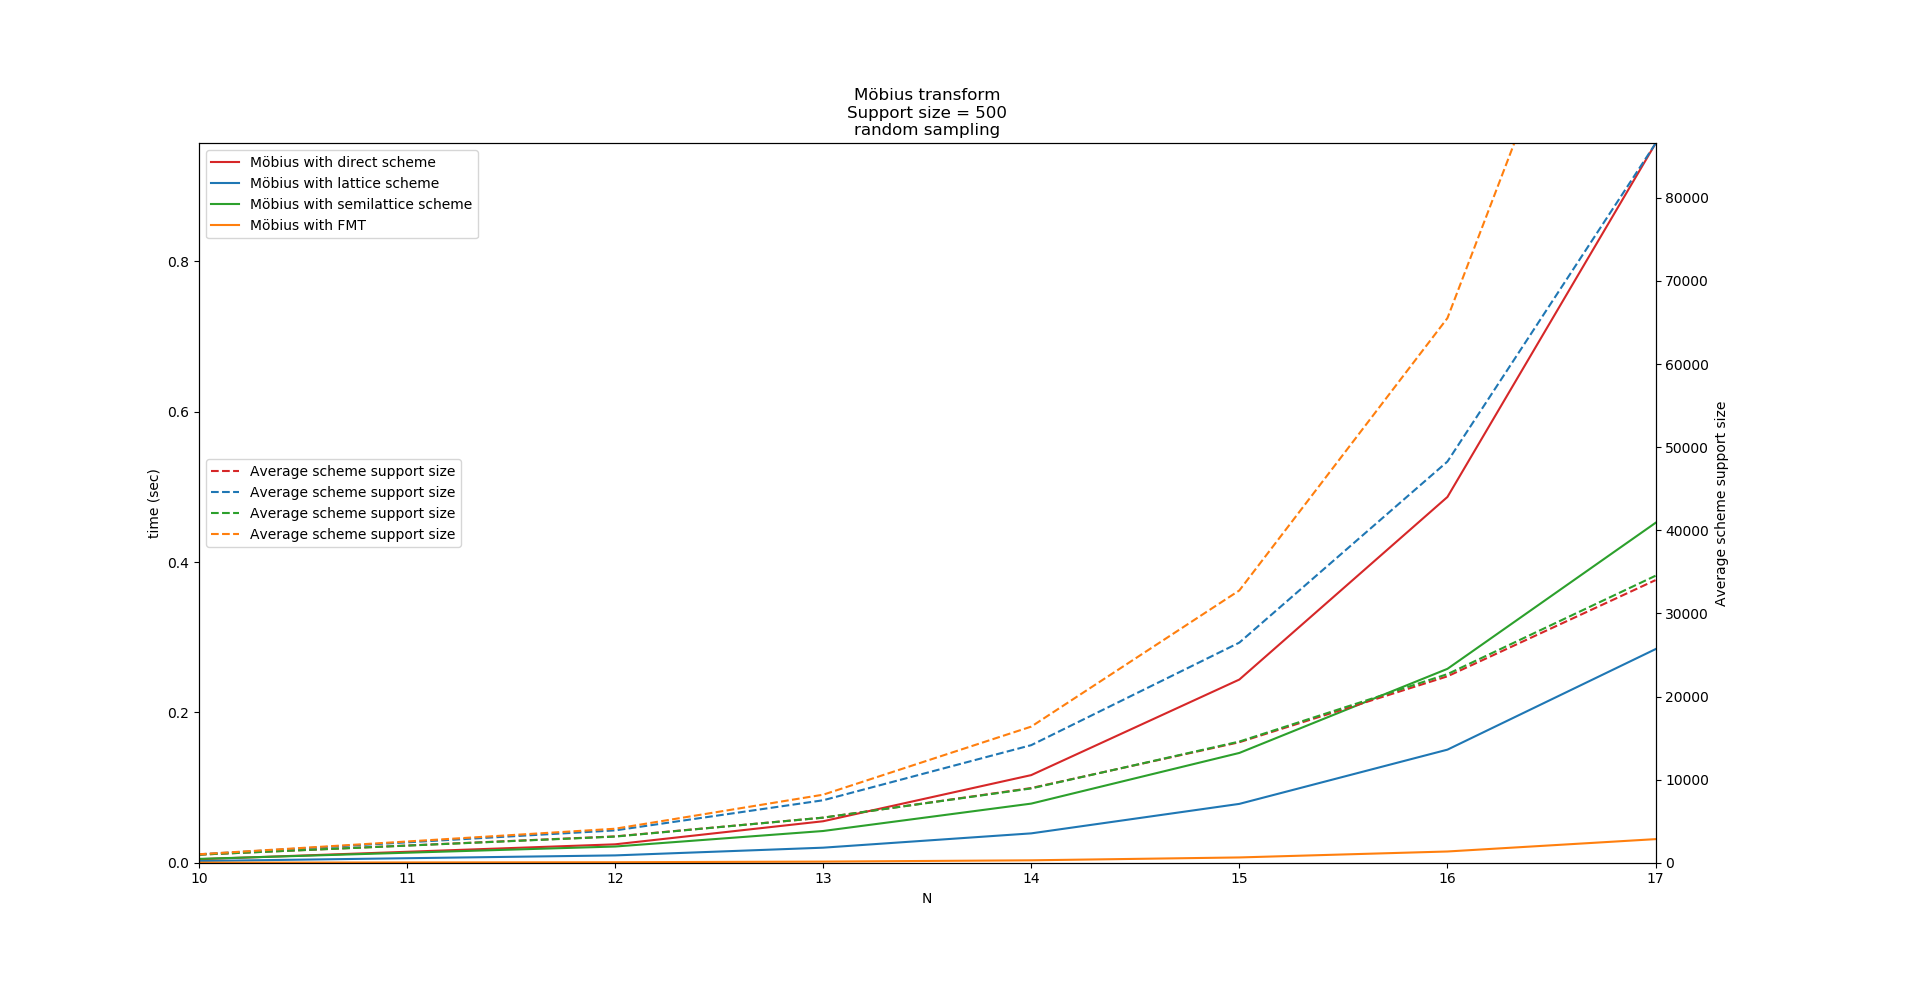 Möbius transform
Support size = 500
random sampling
Möbius with direct scheme
Möbius with lattice scheme
Möbius with semilattice scheme
Möbius with FMT
Average scheme support size
Average scheme support size
Average scheme support size
Average scheme support size
0.8
0.6
0.4
0.2
0.0
time (sec)
80000
70000
60000
50000
40000
30000
20000
10000
0
Average scheme support size
10 11 12 13 14 15 16 17
N